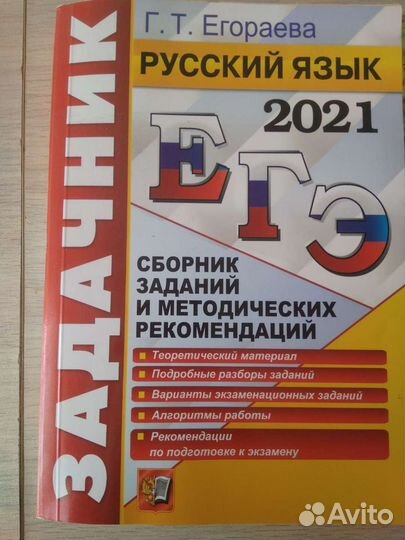 Г. Т. Егораева
РУССКИЙ ЯЗЫК
2021
ЕГЭ
ЗАДАЧНИК
СБОРНИК
ЗАДАНИЙ
И МЕТОДИЧЕСКИХ
РЕКОМЕНДАЦИЙ
Теоретический материал
Подробные разборы заданий
Варианты экзаменационных заданий
Алгоритмы работы
Рекомендации
по подготовке к экзамену
Avito